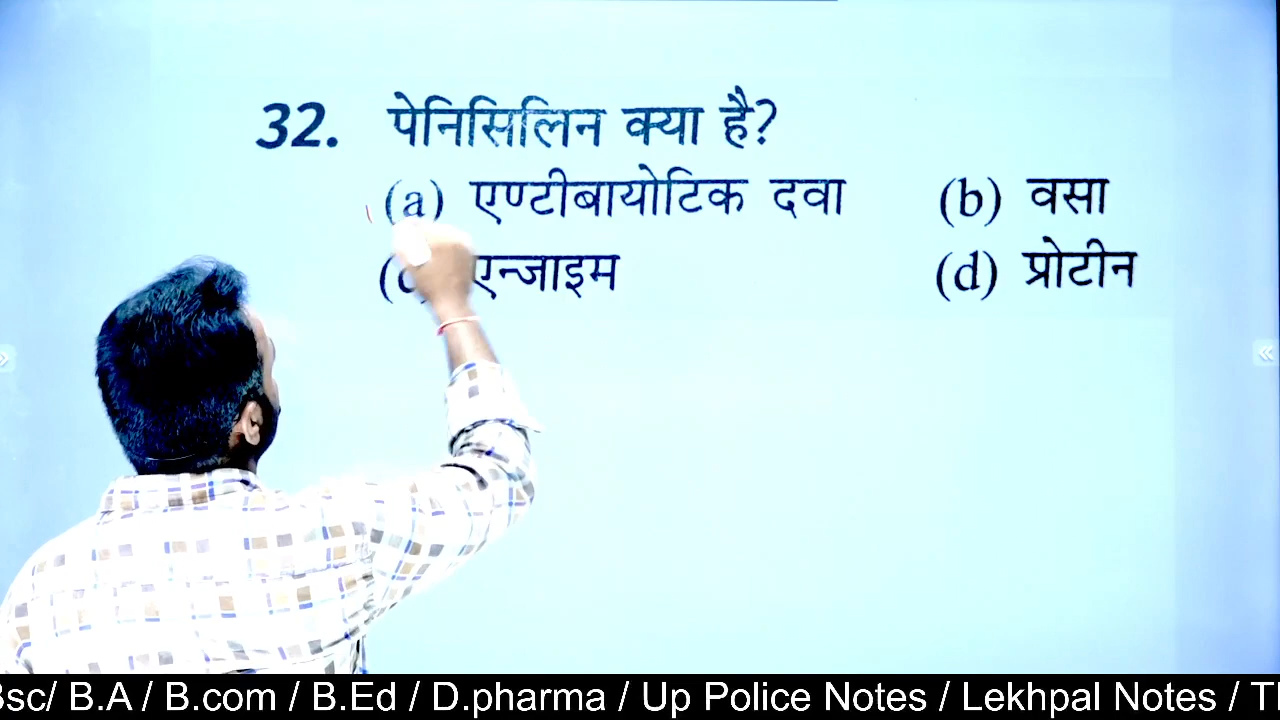 32. पेनिसिलिन क्या है?
(a) एण्टीबायोटिक दवा (b) वसा
(c) एन्जाइम (d) प्रोटीन
Bsc/ B.A / B.com / B.Ed / D.pharma / Up Police Notes / Lekhpal Notes /